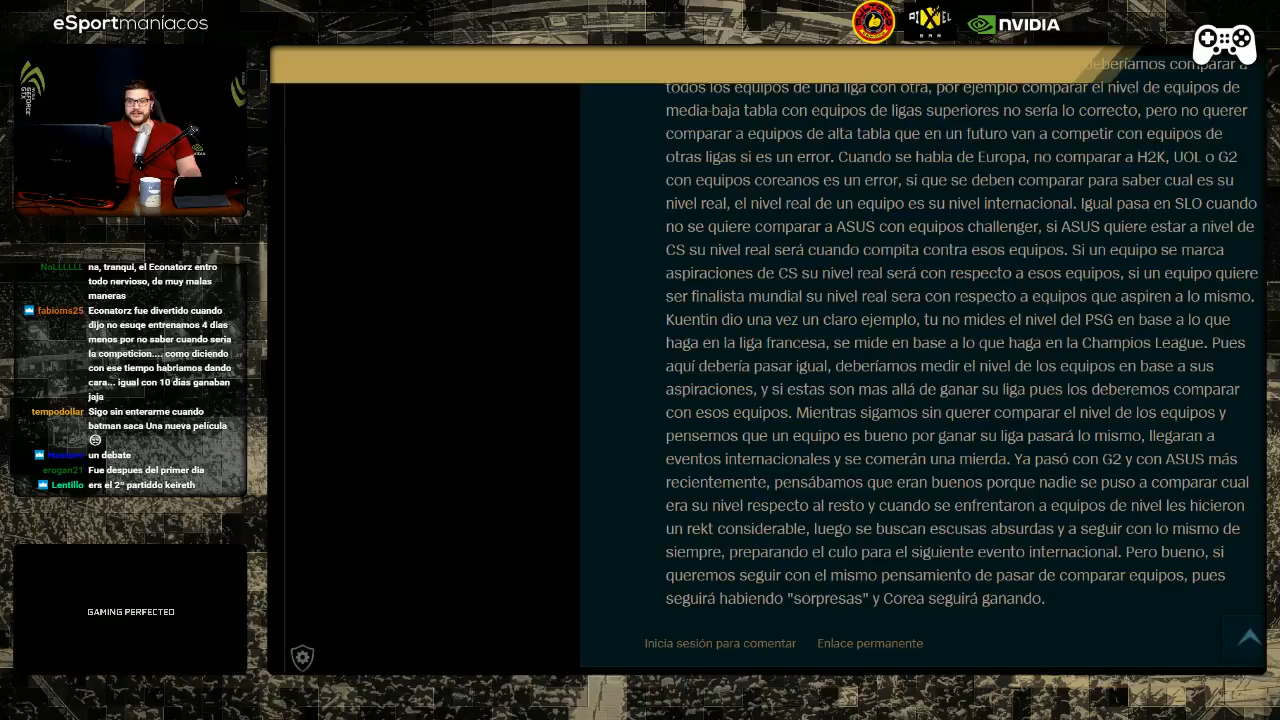 eSportmaníacos
PIXEL
BAR
NVIDIA
GEFORCE
GTX
deberíamos comparar a
todos los equipos de una liga con otra, por ejemplo comparar el nivel de equipos de
media-baja tabla con equipos de ligas superiores no sería lo correcto, pero no querer
comparar a equipos de alta tabla que en un futuro van a competir con equipos de
otras ligas si es un error. Cuando se habla de Europa, no comparar a H2K, UOL o G2
con equipos coreanos es un error, si que se deben comparar para saber cual es su
nivel real, el nivel real de un equipo es su nivel internacional. Igual pasa en SLO cuando
no se quiere comparar a ASUS con equipos challenger, si ASUS quiere estar a nivel de
CS su nivel real será cuando compita contra esos equipos. Si un equipo se marca
aspiraciones de CS su nivel real será con respecto a esos equipos, si un equipo quiere
ser finalista mundial su nivel real sera con respecto a equipos que aspiren a lo mismo.
Kuentin dio una vez un claro ejemplo, tu no mides el nivel del PSG en base a lo que
haga en la liga francesa, se mide en base a lo que haga en la Champios League. Pues
aquí debería pasar igual, deberíamos medir el nivel de los equipos en base a sus
aspiraciones, y si estas son mas allá de ganar su liga pues los deberemos comparar
con esos equipos. Mientras sigamos sin querer comparar el nivel de los equipos y
pensemos que un equipo es bueno por ganar su liga pasará lo mismo, llegaran a
eventos internacionales y se comerán una mierda. Ya pasó con G2 y con ASUS más
recientemente, pensábamos que eran buenos porque nadie se puso a comparar cual
era su nivel respecto al resto y cuando se enfrentaron a equipos de nivel les hicieron
un rekt considerable, luego se buscan escusas absurdas y a seguir con lo mismo de
siempre, preparando el culo para el siguiente evento internacional. Pero bueno, si
queremos seguir con el mismo pensamiento de pasar de comparar equipos, pues
seguirá habiendo "sorpresas" y Corea seguirá ganando.
Inicia sesión para comentar Enlace permanente
NoLLLLLL na, tranqui, el Econatorz entro
todo nervioso, de muy malas
maneras
fabioms25 Econatorz fue divertido cuando
dijo no esuqe entrenamos 4 dias
menos por no saber cuando seria
la competicion.... como diciendo
con ese tiempo habriamos dando
cara... igual con 10 dias ganaban
jaja
tempodollar Sigo sin enterarme cuando
batman saca Una nueva película
un debate
erogan21 Fue despues del primer dia
Lentillo ers el 2º partiddo keireth
GAMING PERFECTED